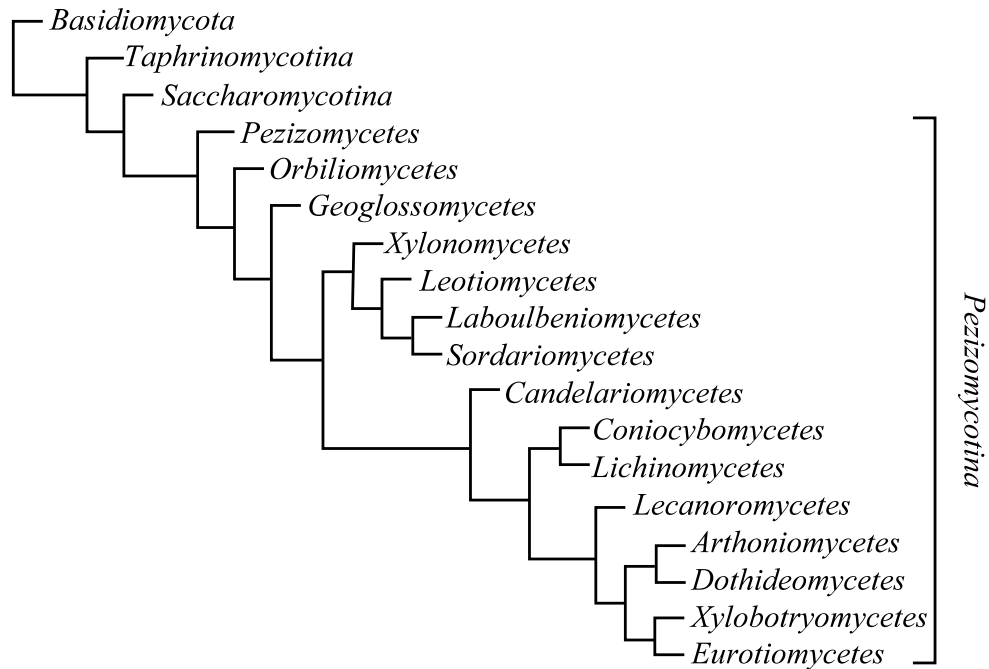 Basidiomycota
Taphrinomycotina
Saccharomycotina
Pezizomycetes
Orbiliomycetes
Geoglossomycetes
Xylonomycetes
Leotiomycetes
Laboulbeniomycetes
Sordariomycetes
Candelariomycetes
Coniocybomycetes
Lichinomycetes
Lecanoromycetes
Arthoniomycetes
Dothideomycetes
Xylobotryomycetes
Eurotiomycetes
Pezizomycotina